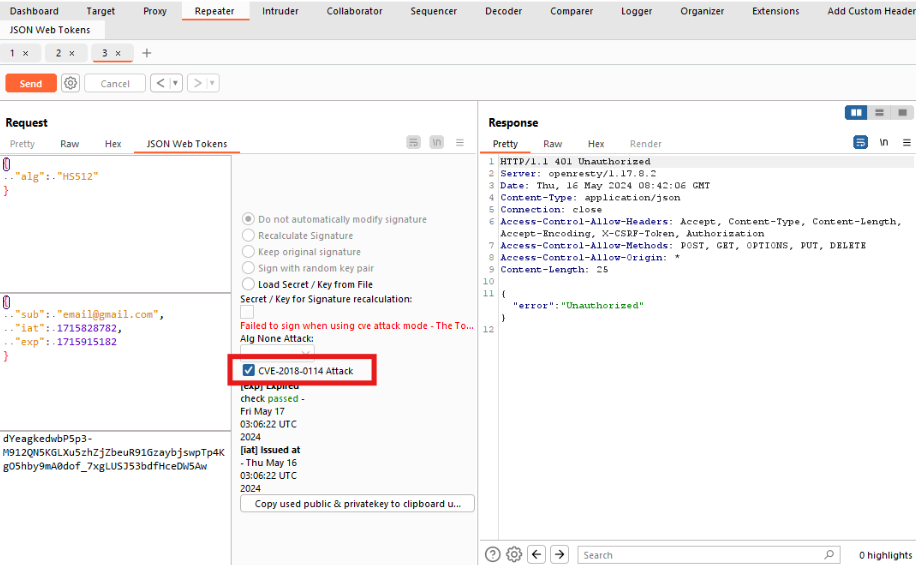 Dashboard Target Proxy Repeater Intruder Collaborator Sequencer Decoder Comparer Logger Organizer Extensions Add Custom Header
JSON Web Tokens
1 × 2 × 3 × +
Send Cancel < >
Request
Pretty Raw Hex JSON Web Tokens \n
{
"alg": "HS512"
}
Do not automatically modify signature
Recalculate Signature
Keep original signature
Sign with random key pair
Load Secret / Key from File
Secret / Key for Signature recalculation:
Failed to sign when using cve attack mode - The To...
Alg None Attack:
CVE-2018-0114 Attack
[exp] Expired
check passed -
Fri May 17
03:06:22 UTC
2024
[iat] Issued at
- Thu May 16
03:06:22 UTC
2024
Copy used public & privatekey to clipboard u...
{
"sub": "email@gmail.com",
"iat": 1715828782,
"exp": 1715915182
}
dYeagkedwbP5p3-
M912QN5KGLXu5zhZjZbeuR91GzaybjswpTp4K
gO5hby9mA0dof_7xgLUSJ53bdfHceDW5Aw
Response
Pretty Raw Hex Render \n
1 HTTP/1.1 401 Unauthorized
2 Server: openresty/1.17.8.2
3 Date: Thu, 16 May 2024 08:42:06 GMT
4 Content-Type: application/json
5 Connection: close
6 Access-Control-Allow-Headers: Accept, Content-Type, Content-Length,
Accept-Encoding, X-CSRF-Token, Authorization
7 Access-Control-Allow-Methods: POST, GET, OPTIONS, PUT, DELETE
8 Access-Control-Allow-Origin: *
9 Content-Length: 25
10
11 {
"error":"Unauthorized"
}
12
Search 0 highlights